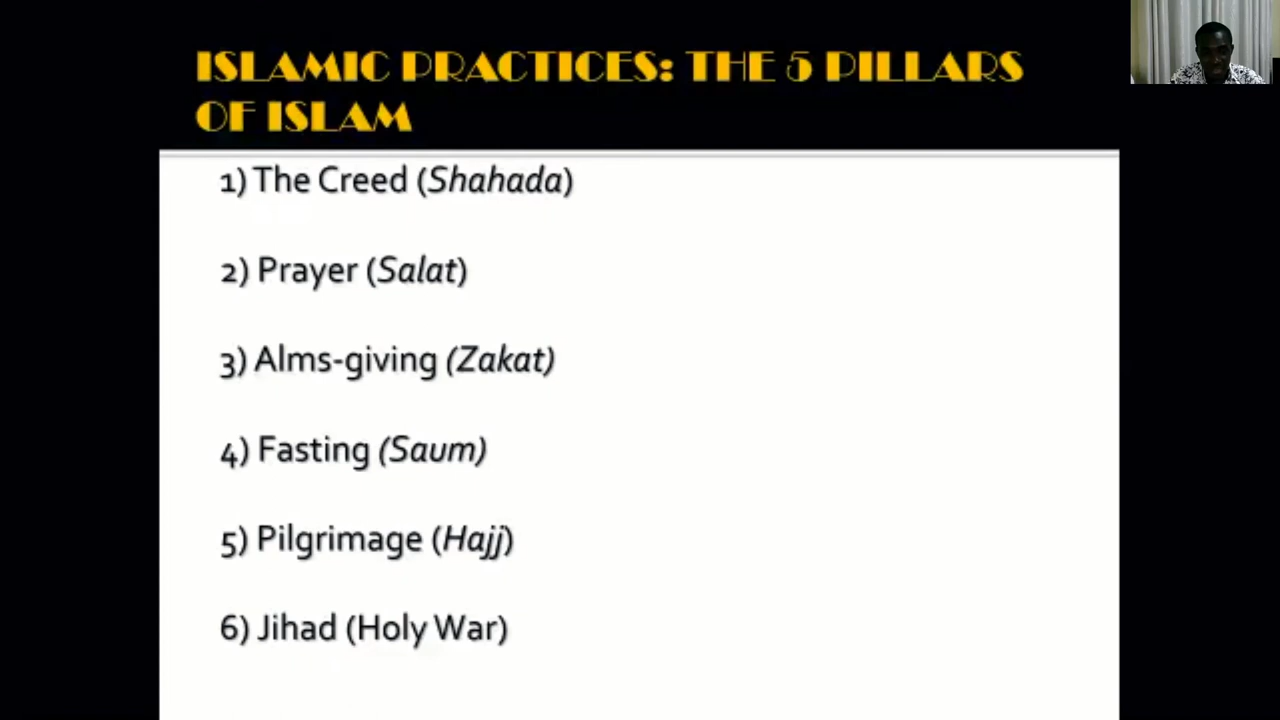 ISLAMIC PRACTICES: THE 5 PILLARS
OF ISLAM
1) The Creed (Shahada)
2) Prayer (Salat)
3) Alms-giving (Zakat)
4) Fasting (Saum)
5) Pilgrimage (Hajj)
6) Jihad (Holy War)